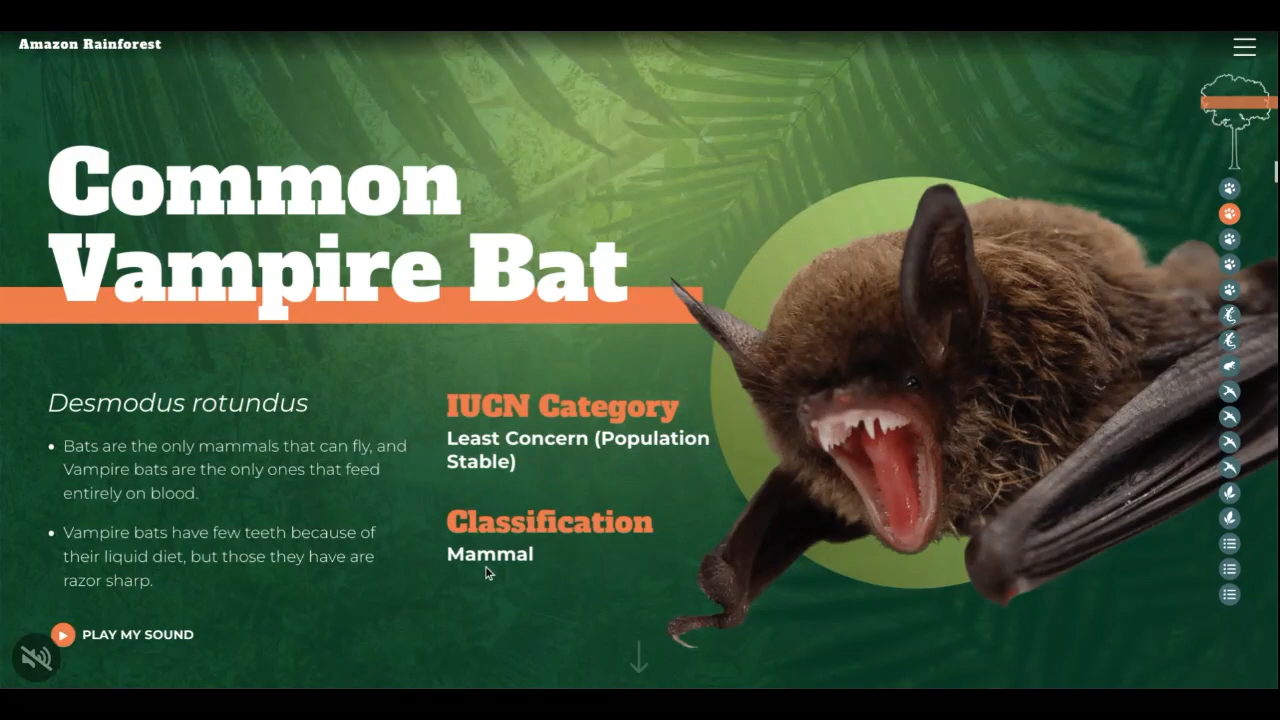 Amazon Rainforest
Common
Vampire Bat
Desmodus rotundus
• Bats are the only mammals that can fly, and
Vampire bats are the only ones that feed
entirely on blood.
• Vampire bats have few teeth because of
their liquid diet, but those they have are
razor sharp.
PLAY MY SOUND
IUCN Category
Least Concern (Population
Stable)
Classification
Mammal